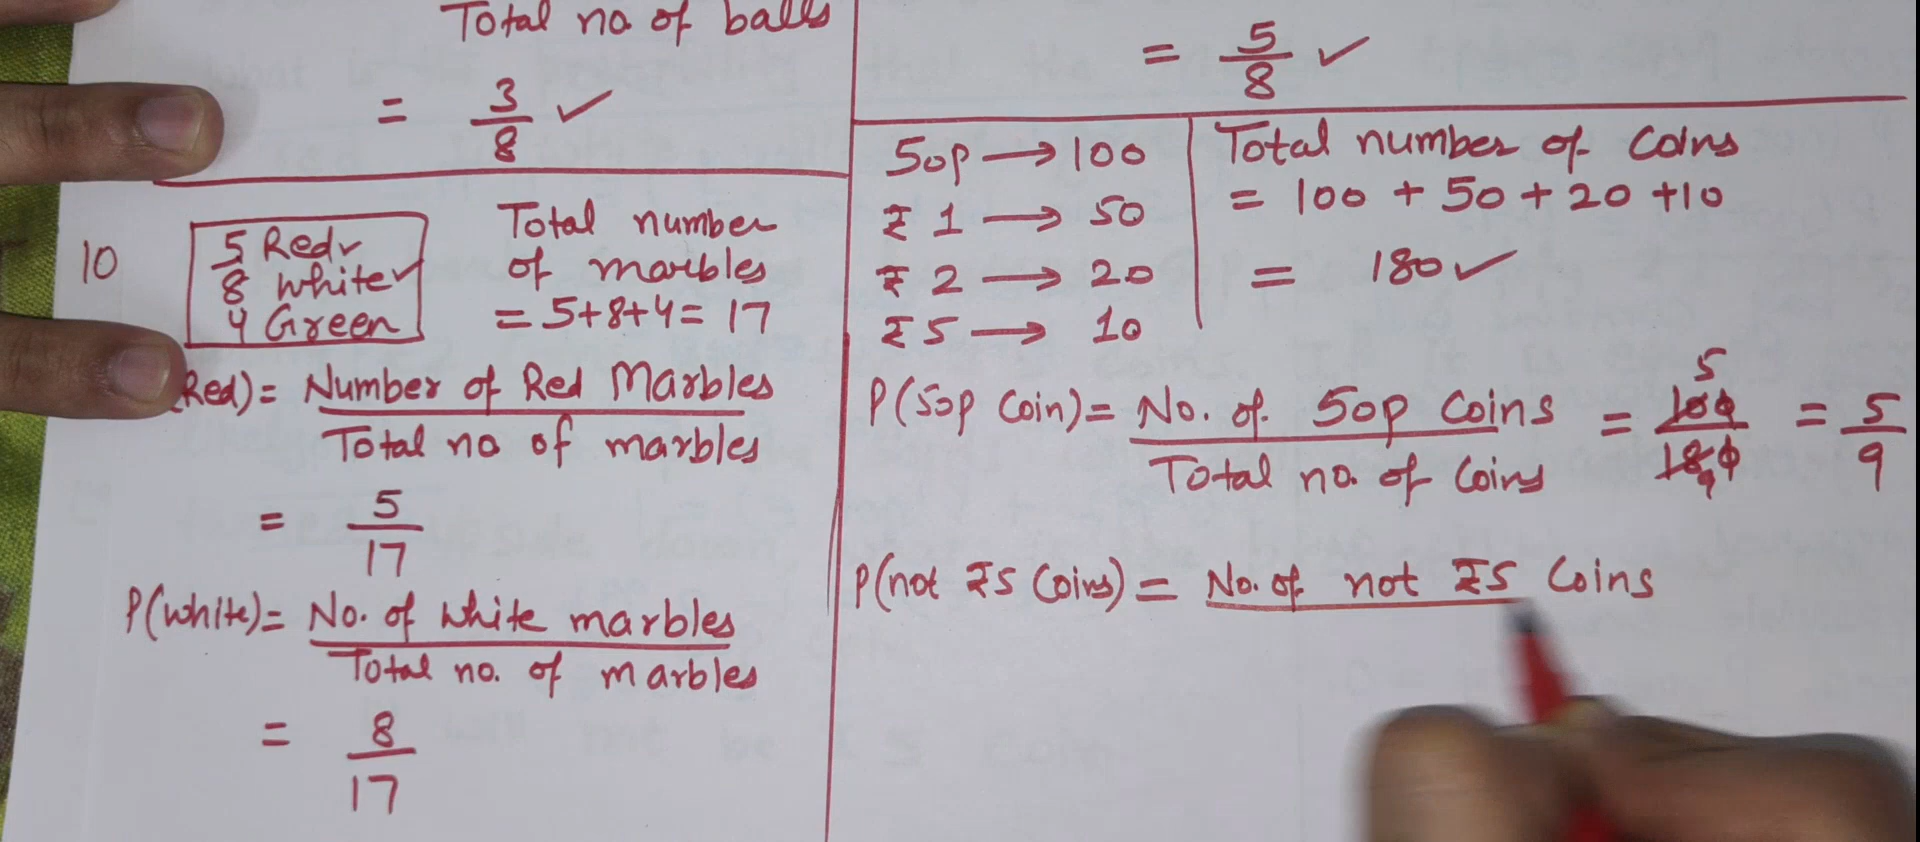 Total no. of balls
= 3/8 ✓
10
5 Red ✓
8 White ✓
4 Green
Total number
of marbles
= 5+8+4 = 17
(Red) = Number of Red Marbles
Total no of marbles
= 5/17
P(White) = No. of White marbles
Total no. of marbles
= 8/17
= 5/8 ✓
50p → 100
₹ 1 → 50
₹ 2 → 20
₹ 5 → 10
Total number of Coins
= 100 + 50 + 20 + 10
= 180 ✓
P(50p Coin) = No. of 50p Coins = 100/180 = 5/9
Total no. of Coins
5
9
P(not ₹5 Coins) = No. of not ₹5 Coins